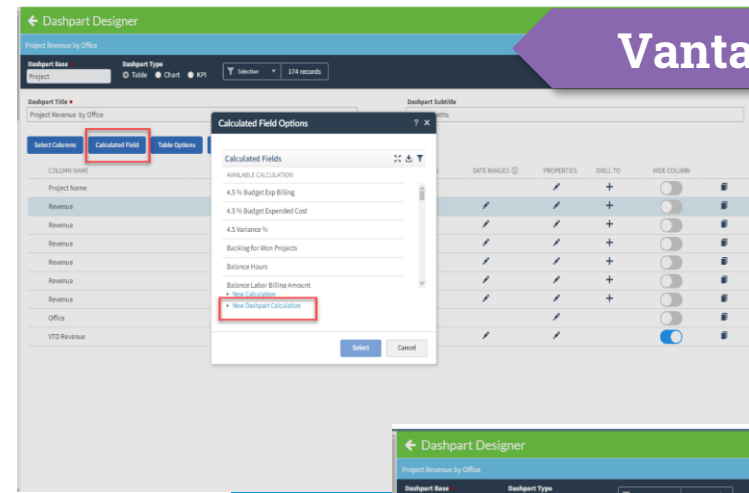 Dashpart Designer
Vanta
Project Revenue by Office
Dashpart Base
Dashpart Type
Project
Table Chart KPI
Selection
174 records
Dashpart Title
Dashpart Subtitle
Project Revenue by Office
Select Columns
Calculated Field
Table Options
Calculated Field Options
? X
Calculated Fields
AVAILABLE CALCULATION
4.5 % Budget Exp Billing
4.5 % Budget Expended Cost
4.5 Variance %
Backlog for Won Projects
Balance Hours
Balance Labor Billing Amount
+ New Calculation
+ New Dashpart Calculation
Select
Cancel
COLUMN NAME
DATE RANGES
PROPERTIES
DRILL TO
HIDE COLUMN
Project Name
Revenue
Revenue
Revenue
Revenue
Revenue
Revenue
Office
YTD Revenue
Dashpart Designer
Project Revenue by Office
Dashpart Base
Dashpart Type